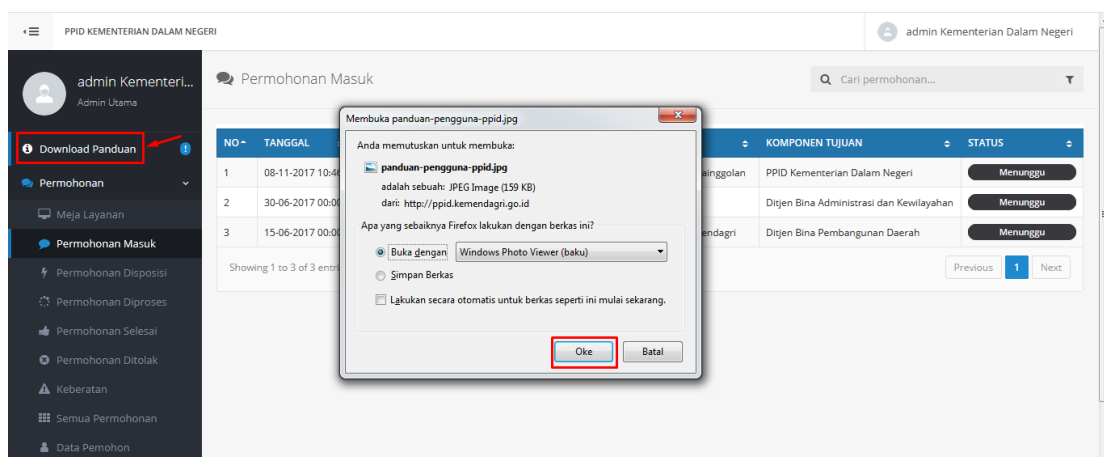 PPID KEMENTERIAN DALAM NEGERI
admin Kementerian Dalam Negeri
admin Kementeri...
Admin Utama
Download Panduan
Permohonan
Meja Layanan
Permohonan Masuk
Permohonan Disposisi
Permohonan Diproses
Permohonan Selesai
Permohonan Ditolak
Keberatan
Semua Permohonan
Data Pemohon
Permohonan Masuk
Cari permohonan...
NO TANGGAL KOMPONEN TUJUAN STATUS
1 08-11-2017 10:46 ainggolan PPID Kementerian Dalam Negeri Menunggu
2 30-06-2017 00:00 Ditjen Bina Administrasi dan Kewilayahan Menunggu
3 15-06-2017 00:00 endagri Ditjen Bina Pembangunan Daerah Menunggu
Showing 1 to 3 of 3 entri
Previous 1 Next
Membuka panduan-pengguna-ppid.jpg
Anda memutuskan untuk membuka:
panduan-pengguna-ppid.jpg
adalah sebuah: JPEG Image (159 KB)
dari: http://ppid.kemendagri.go.id
Apa yang sebaiknya Firefox lakukan dengan berkas ini?
Buka dengan Windows Photo Viewer (baku)
Simpan Berkas
Lakukan secara otomatis untuk berkas seperti ini mulai sekarang.
Oke Batal